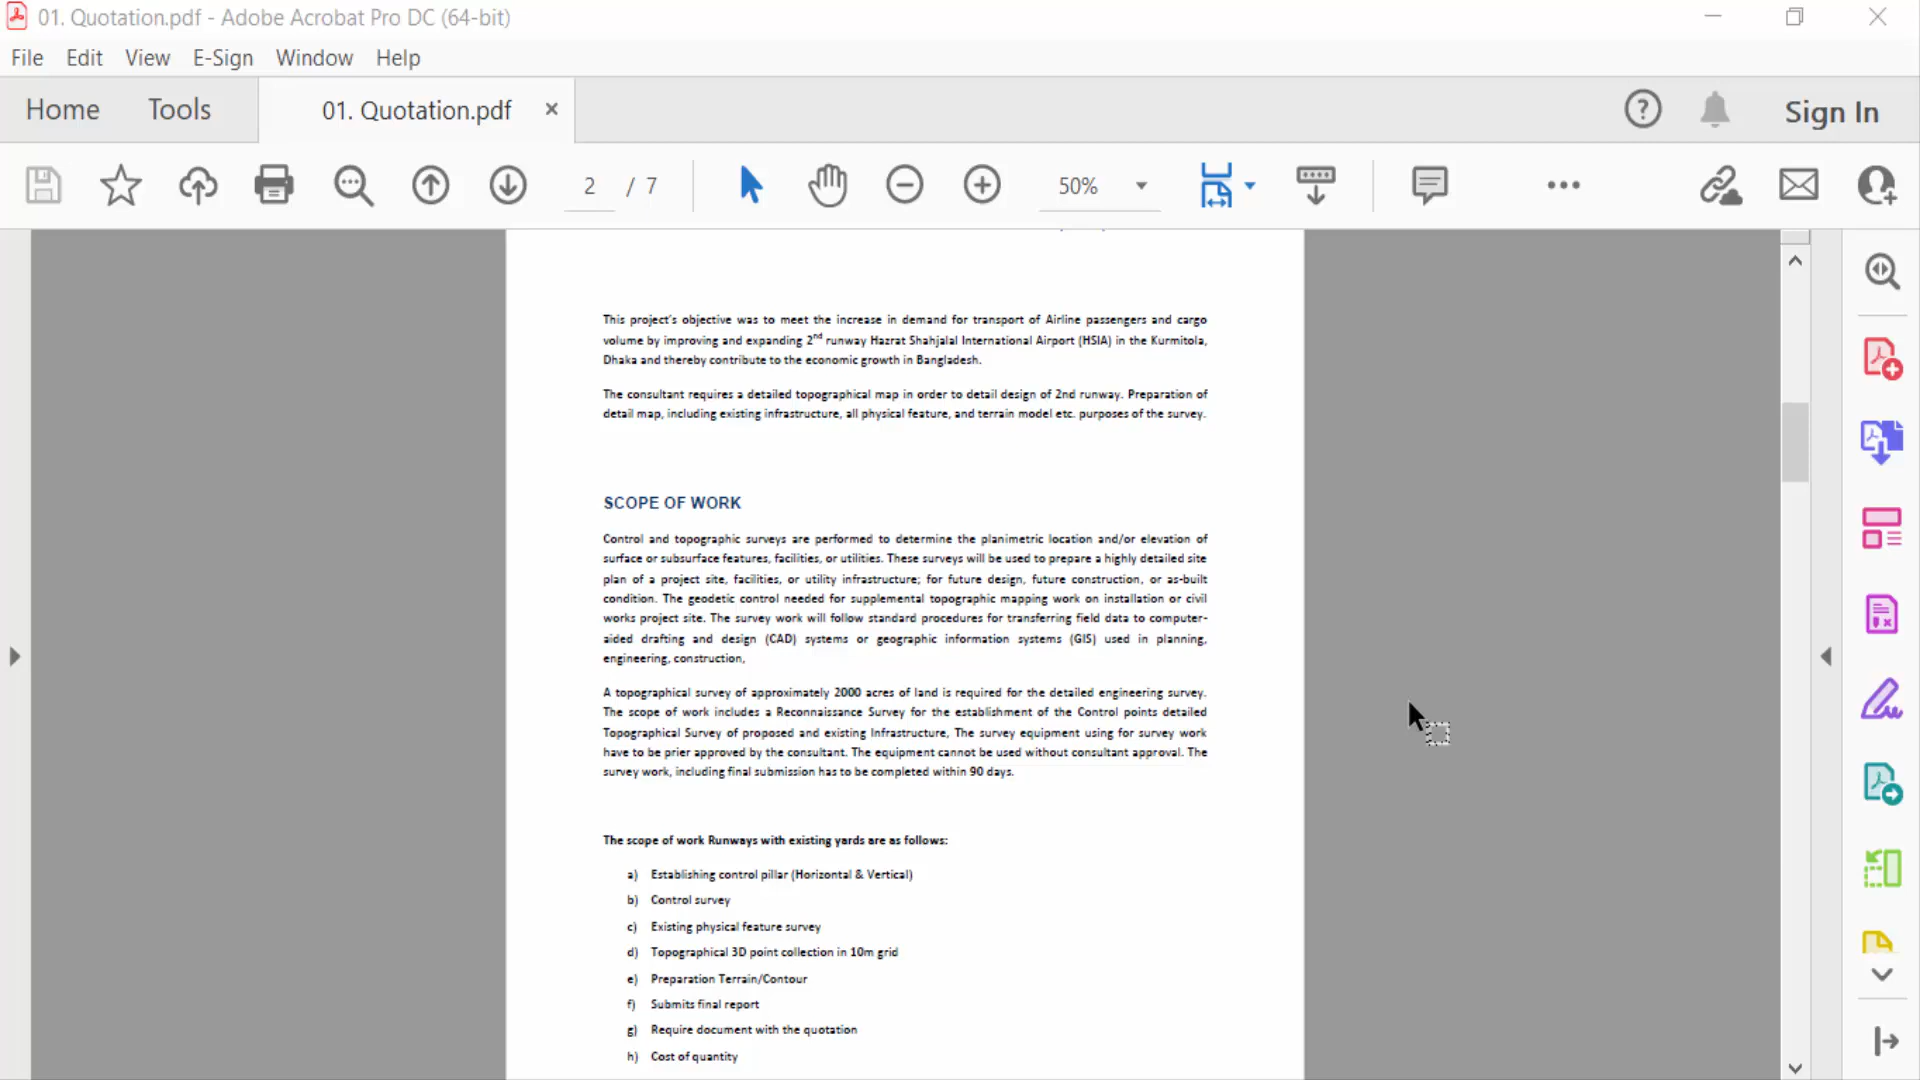 01. Quotation.pdf - Adobe Acrobat Pro DC (64-bit)
File Edit View E-Sign Window Help
Home Tools 01. Quotation.pdf × Sign In
2 / 7 50%
This project's objective was to meet the increase in demand for transport of Airline passengers and cargo
volume by improving and expanding 2nd runway Hazrat Shahjalal International Airport (HSIA) in the Kurmitola,
Dhaka and thereby contribute to the economic growth in Bangladesh.
The consultant requires a detailed topographical map in order to detail design of 2nd runway. Preparation of
detail map, including existing infrastructure, all physical feature, and terrain model etc. purposes of the survey.
SCOPE OF WORK
Control and topographic surveys are performed to determine the planimetric location and/or elevation of
surface or subsurface features, facilities, or utilities. These surveys will be used to prepare a highly detailed site
plan of a project site, facilities, or utility infrastructure; for future design, future construction, or as-built
condition. The geodetic control needed for supplemental topographic mapping work on installation or civil
works project site. The survey work will follow standard procedures for transferring field data to computer-
aided drafting and design (CAD) systems or geographic information systems (GIS) used in planning,
engineering, construction,
A topographical survey of approximately 2000 acres of land is required for the detailed engineering survey.
The scope of work includes a Reconnaissance Survey for the establishment of the Control points detailed
Topographical Survey of proposed and existing Infrastructure, The survey equipment using for survey work
have to be prier approved by the consultant. The equipment cannot be used without consultant approval. The
survey work, including final submission has to be completed within 90 days.
The scope of work Runways with existing yards are as follows:
a) Establishing control pillar (Horizontal & Vertical)
b) Control survey
c) Existing physical feature survey
d) Topographical 3D point collection in 10m grid
e) Preparation Terrain/Contour
f) Submits final report
g) Require document with the quotation
h) Cost of quantity